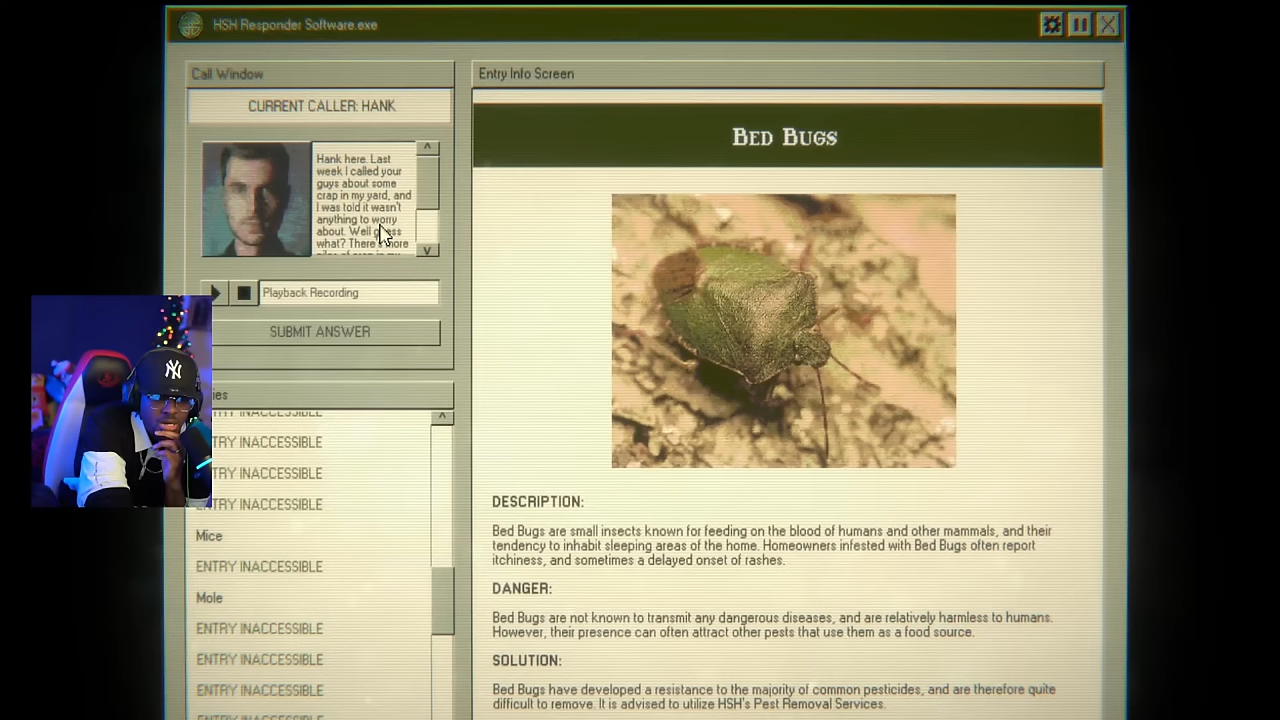 HSH Responder Software.exe
Call Window
CURRENT CALLER: HANK
Hank here. Last
week I called your
guys about some
crap in my yard, and
I was told it wasn't
anything to worry
about. Well guess
what? There's more
SUBMIT ANSWER
Playback Recording
ENTRY INACCESSIBLE
ENTRY INACCESSIBLE
ENTRY INACCESSIBLE
ENTRY INACCESSIBLE
Mice
ENTRY INACCESSIBLE
Mole
ENTRY INACCESSIBLE
ENTRY INACCESSIBLE
ENTRY INACCESSIBLE
NY
Entry Info Screen
BED BUGS
DESCRIPTION:
Bed Bugs are small insects known for feeding on the blood of humans and other mammals, and their
tendency to inhabit sleeping areas of the home. Homeowners infested with Bed Bugs often report
itchiness, and sometimes a delayed onset of rashes.
DANGER:
Bed Bugs are not known to transmit any dangerous diseases, and are relatively harmless to humans.
However, their presence can often attract other pests that use them as a food source.
SOLUTION:
Bed Bugs have developed a resistance to the majority of common pesticides, and are therefore quite
difficult to remove. It is advised to utilize HSH's Pest Removal Services.